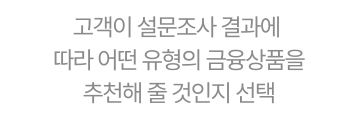 고객이 설문조사 결과에
따라 어떤 유형의 금융상품을
추천해 줄 것인지 선택